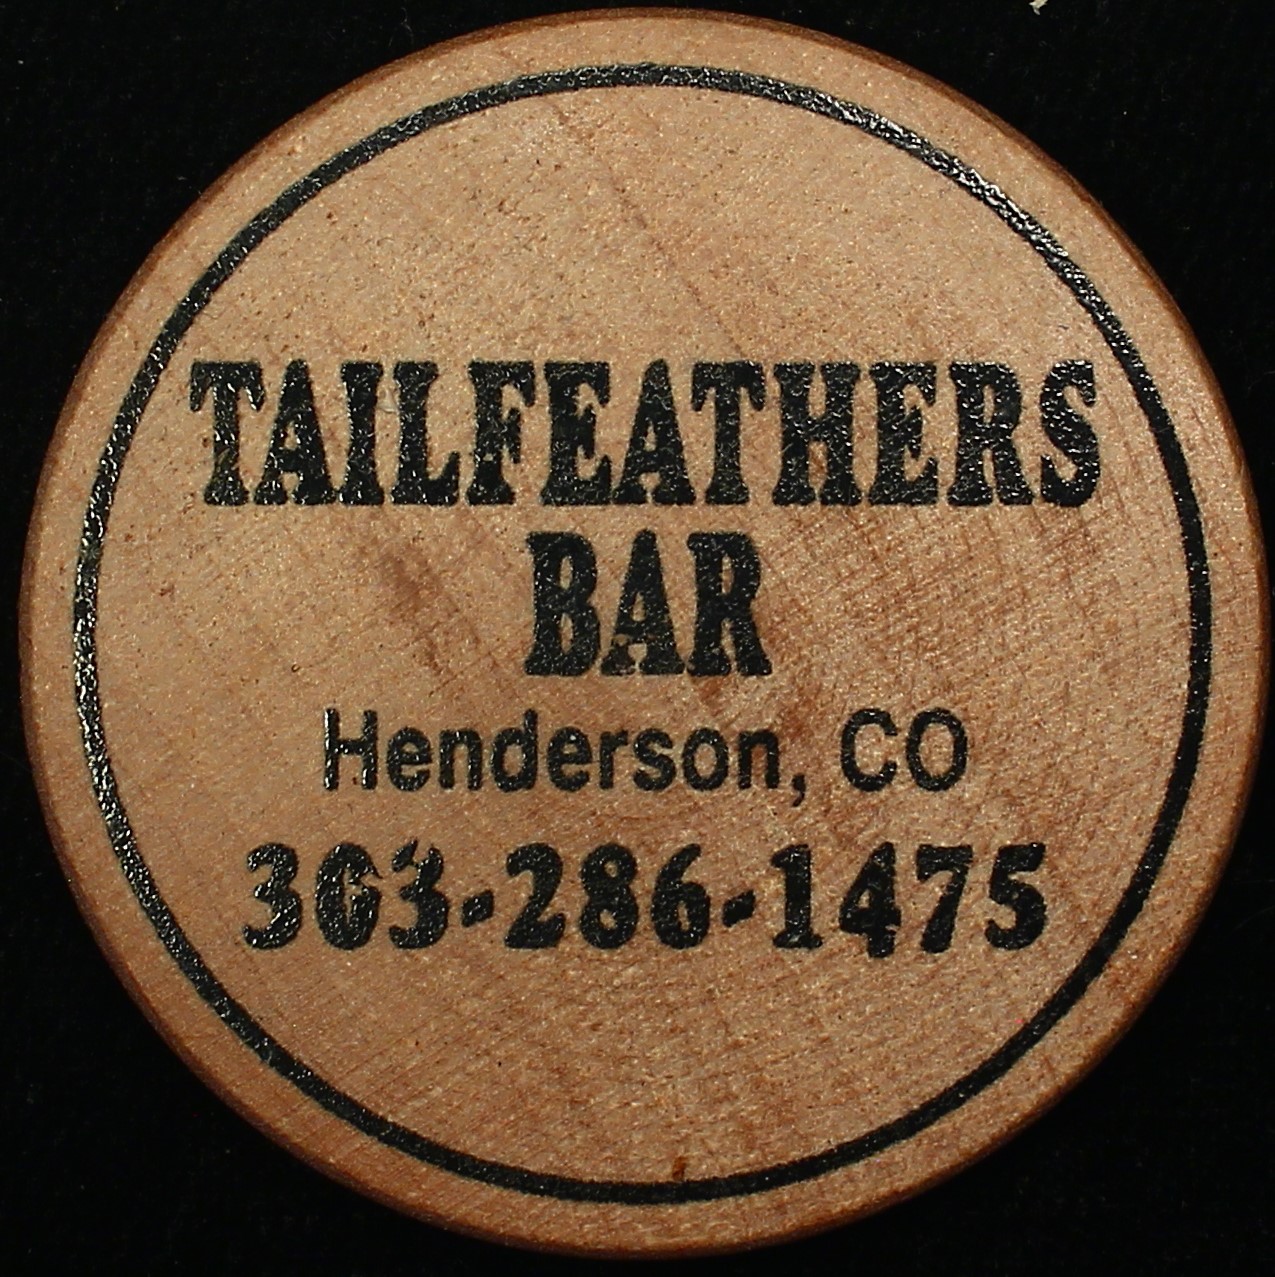 TAILFEATHERS
BAR
Henderson, CO
303-286-1475